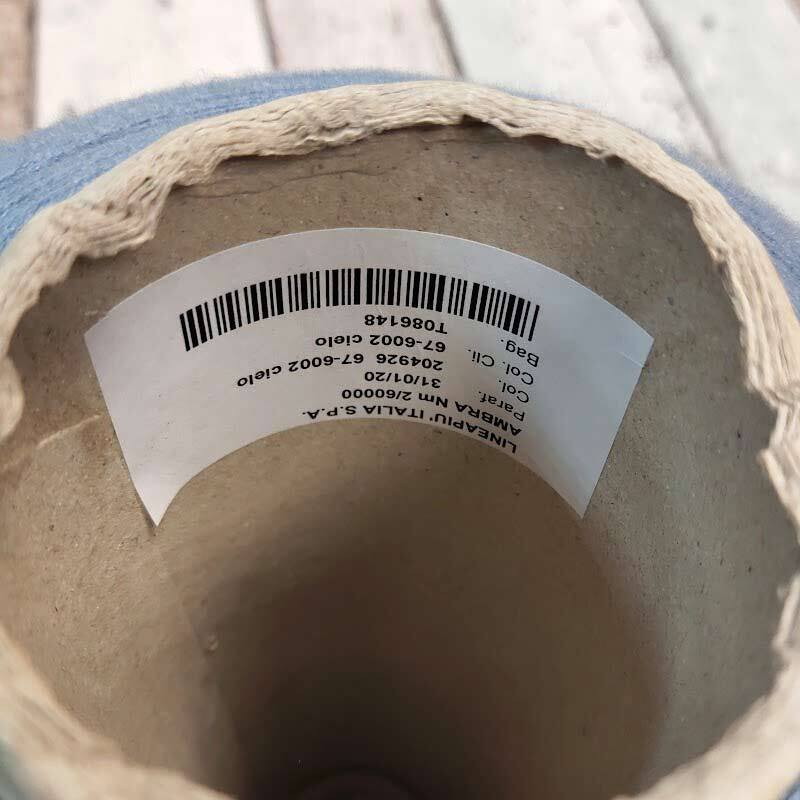 LINEAPIU' ITALIA S.P.A.
AMBRA Nm 2/60000
Paraf. 31/01/20
Col. 204926 67-6002 cielo
Col. Cli. 67-6002 cielo
Bag. T086148